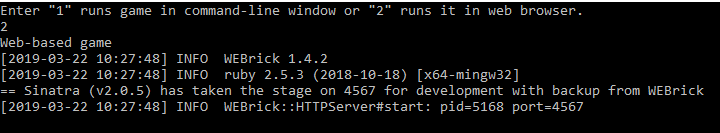 Enter "1" runs game in command-line window or "2" runs it in web browser.
2
Web-based game
[2019-03-22 10:27:48] INFO  WEBrick 1.4.2
[2019-03-22 10:27:48] INFO  ruby 2.5.3 (2018-10-18) [x64-mingw32]
== Sinatra (v2.0.5) has taken the stage on 4567 for development with backup from WEBrick
[2019-03-22 10:27:48] INFO  WEBrick::HTTPServer#start: pid=5168 port=4567